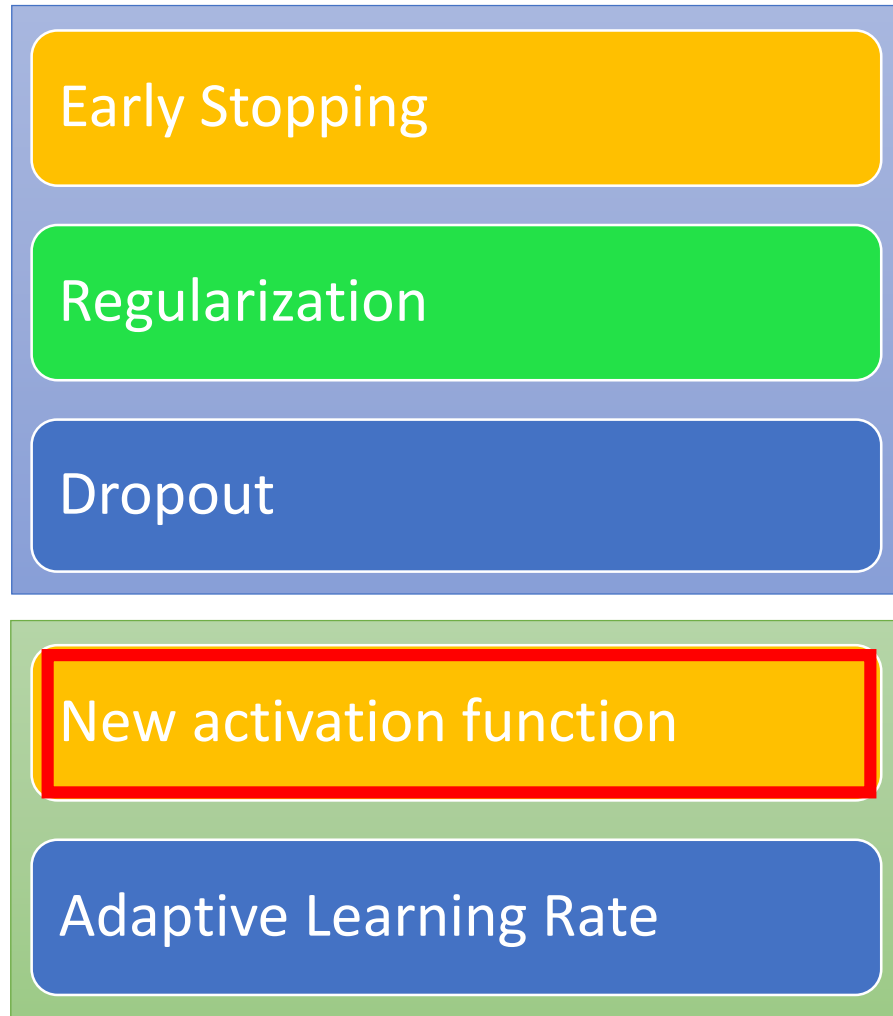 Early Stopping
Regularization
Dropout
New activation function
Adaptive Learning Rate